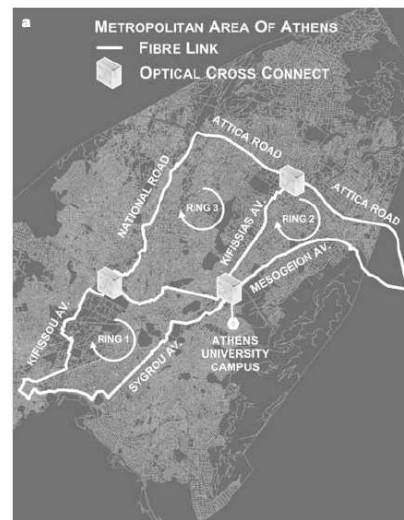 a
METROPOLITAN AREA OF ATHENS
FIBRE LINK
OPTICAL CROSS CONNECT
ATTICA ROAD
NATIONAL ROAD
RING 3
KIFISSIAS AV.
RING 2
ATTICA ROAD
MESOGEION AV.
KIFISSOU AV.
RING 1
SYGROU AV.
ATHENS
UNIVERSITY
CAMPUS